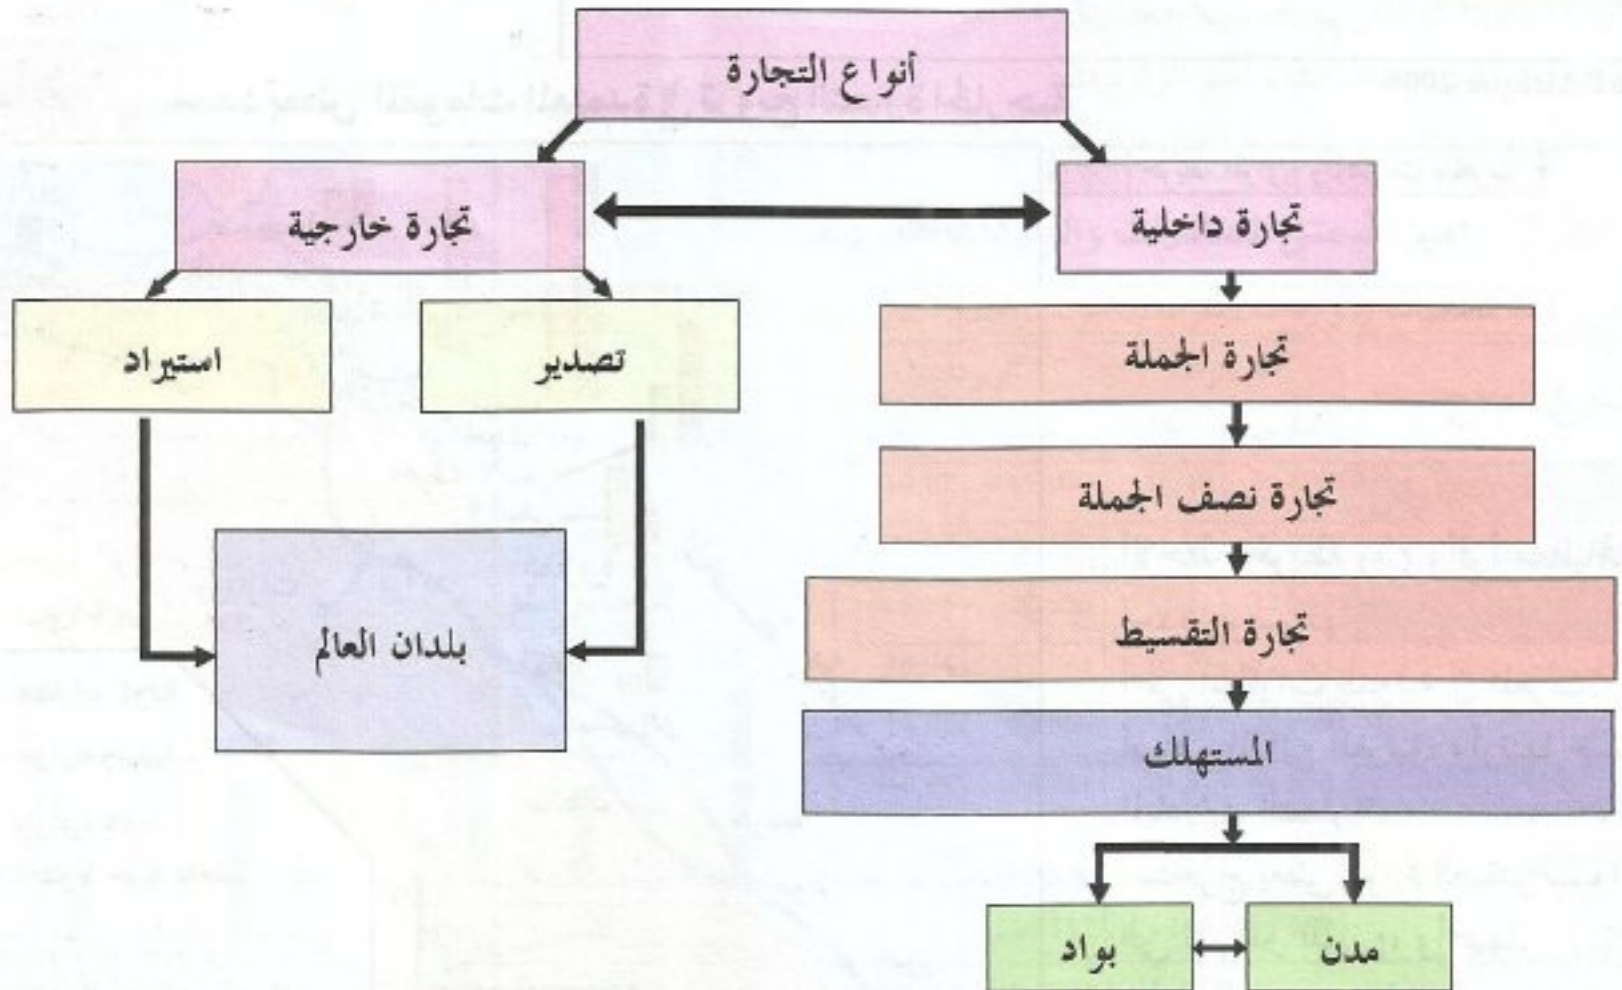 أنواع التجارة
تجارة داخلية
تجارة خارجية
تجارة الجملة
تجارة نصف الجملة
تجارة التقسيط
المستهلك
مدن
بواد
تصدير
استيراد
بلدان العالم